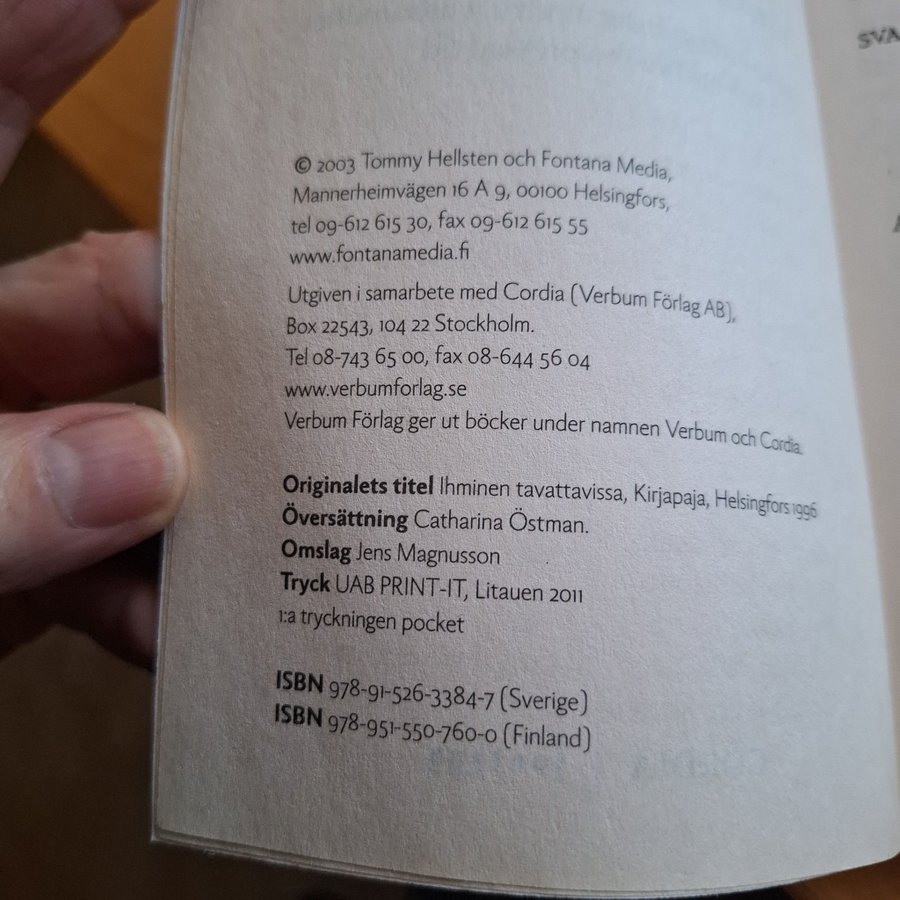 © 2003 Tommy Hellsten och Fontana Media,
Mannerheimvägen 16 A 9, 00100 Helsingfors,
tel 09-612 615 30, fax 09-612 615 55
www.fontanamedia.fi
Utgiven i samarbete med Cordia (Verbum Förlag AB),
Box 22543, 104 22 Stockholm.
Tel 08-743 65 00, fax 08-644 56 04
www.verbumforlag.se
Verbum Förlag ger ut böcker under namnen Verbum och Cordia.
Originalets titel Ihminen tavattavissa, Kirjapaja, Helsingfors 1996
Översättning Catharina Östman.
Omslag Jens Magnusson
Tryck UAB PRINT-IT, Litauen 2011
1:a tryckningen pocket
ISBN 978-91-526-3384-7 (Sverige)
ISBN 978-951-550-760-0 (Finland)
SVA